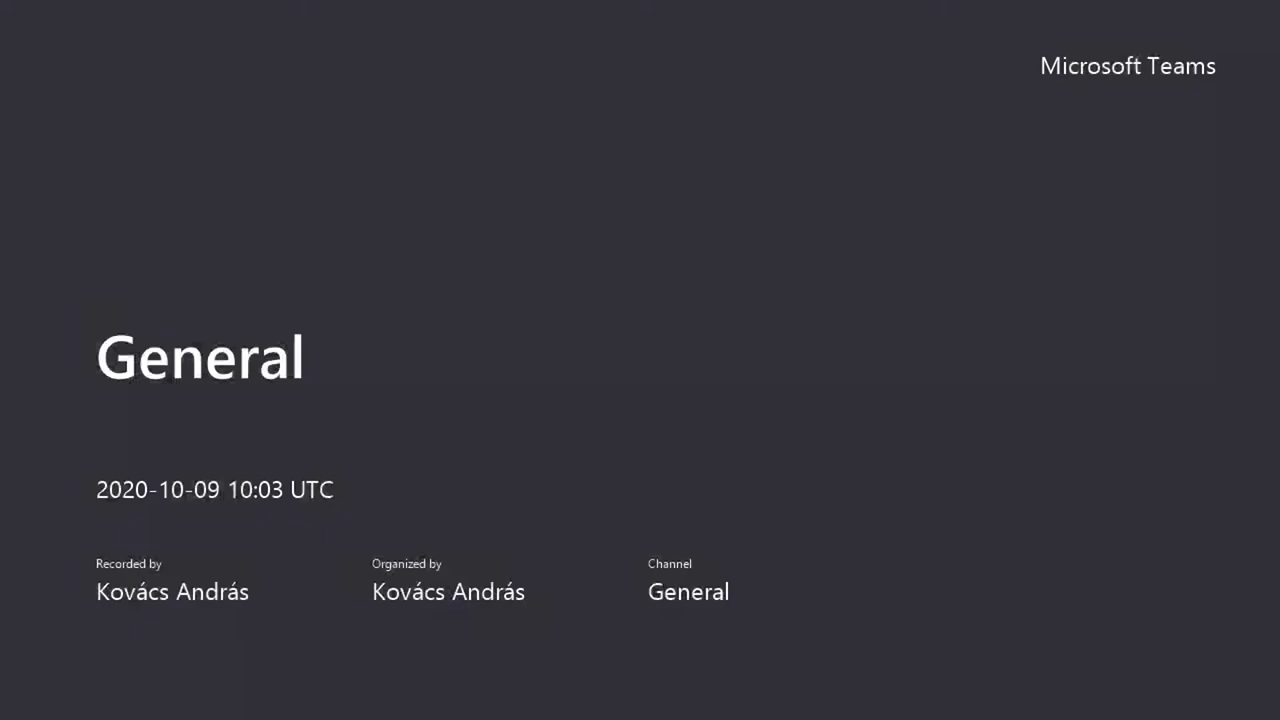 Microsoft Teams
General
2020-10-09 10:03 UTC
Recorded by
Kovács András
Organized by
Kovács András
Channel
General